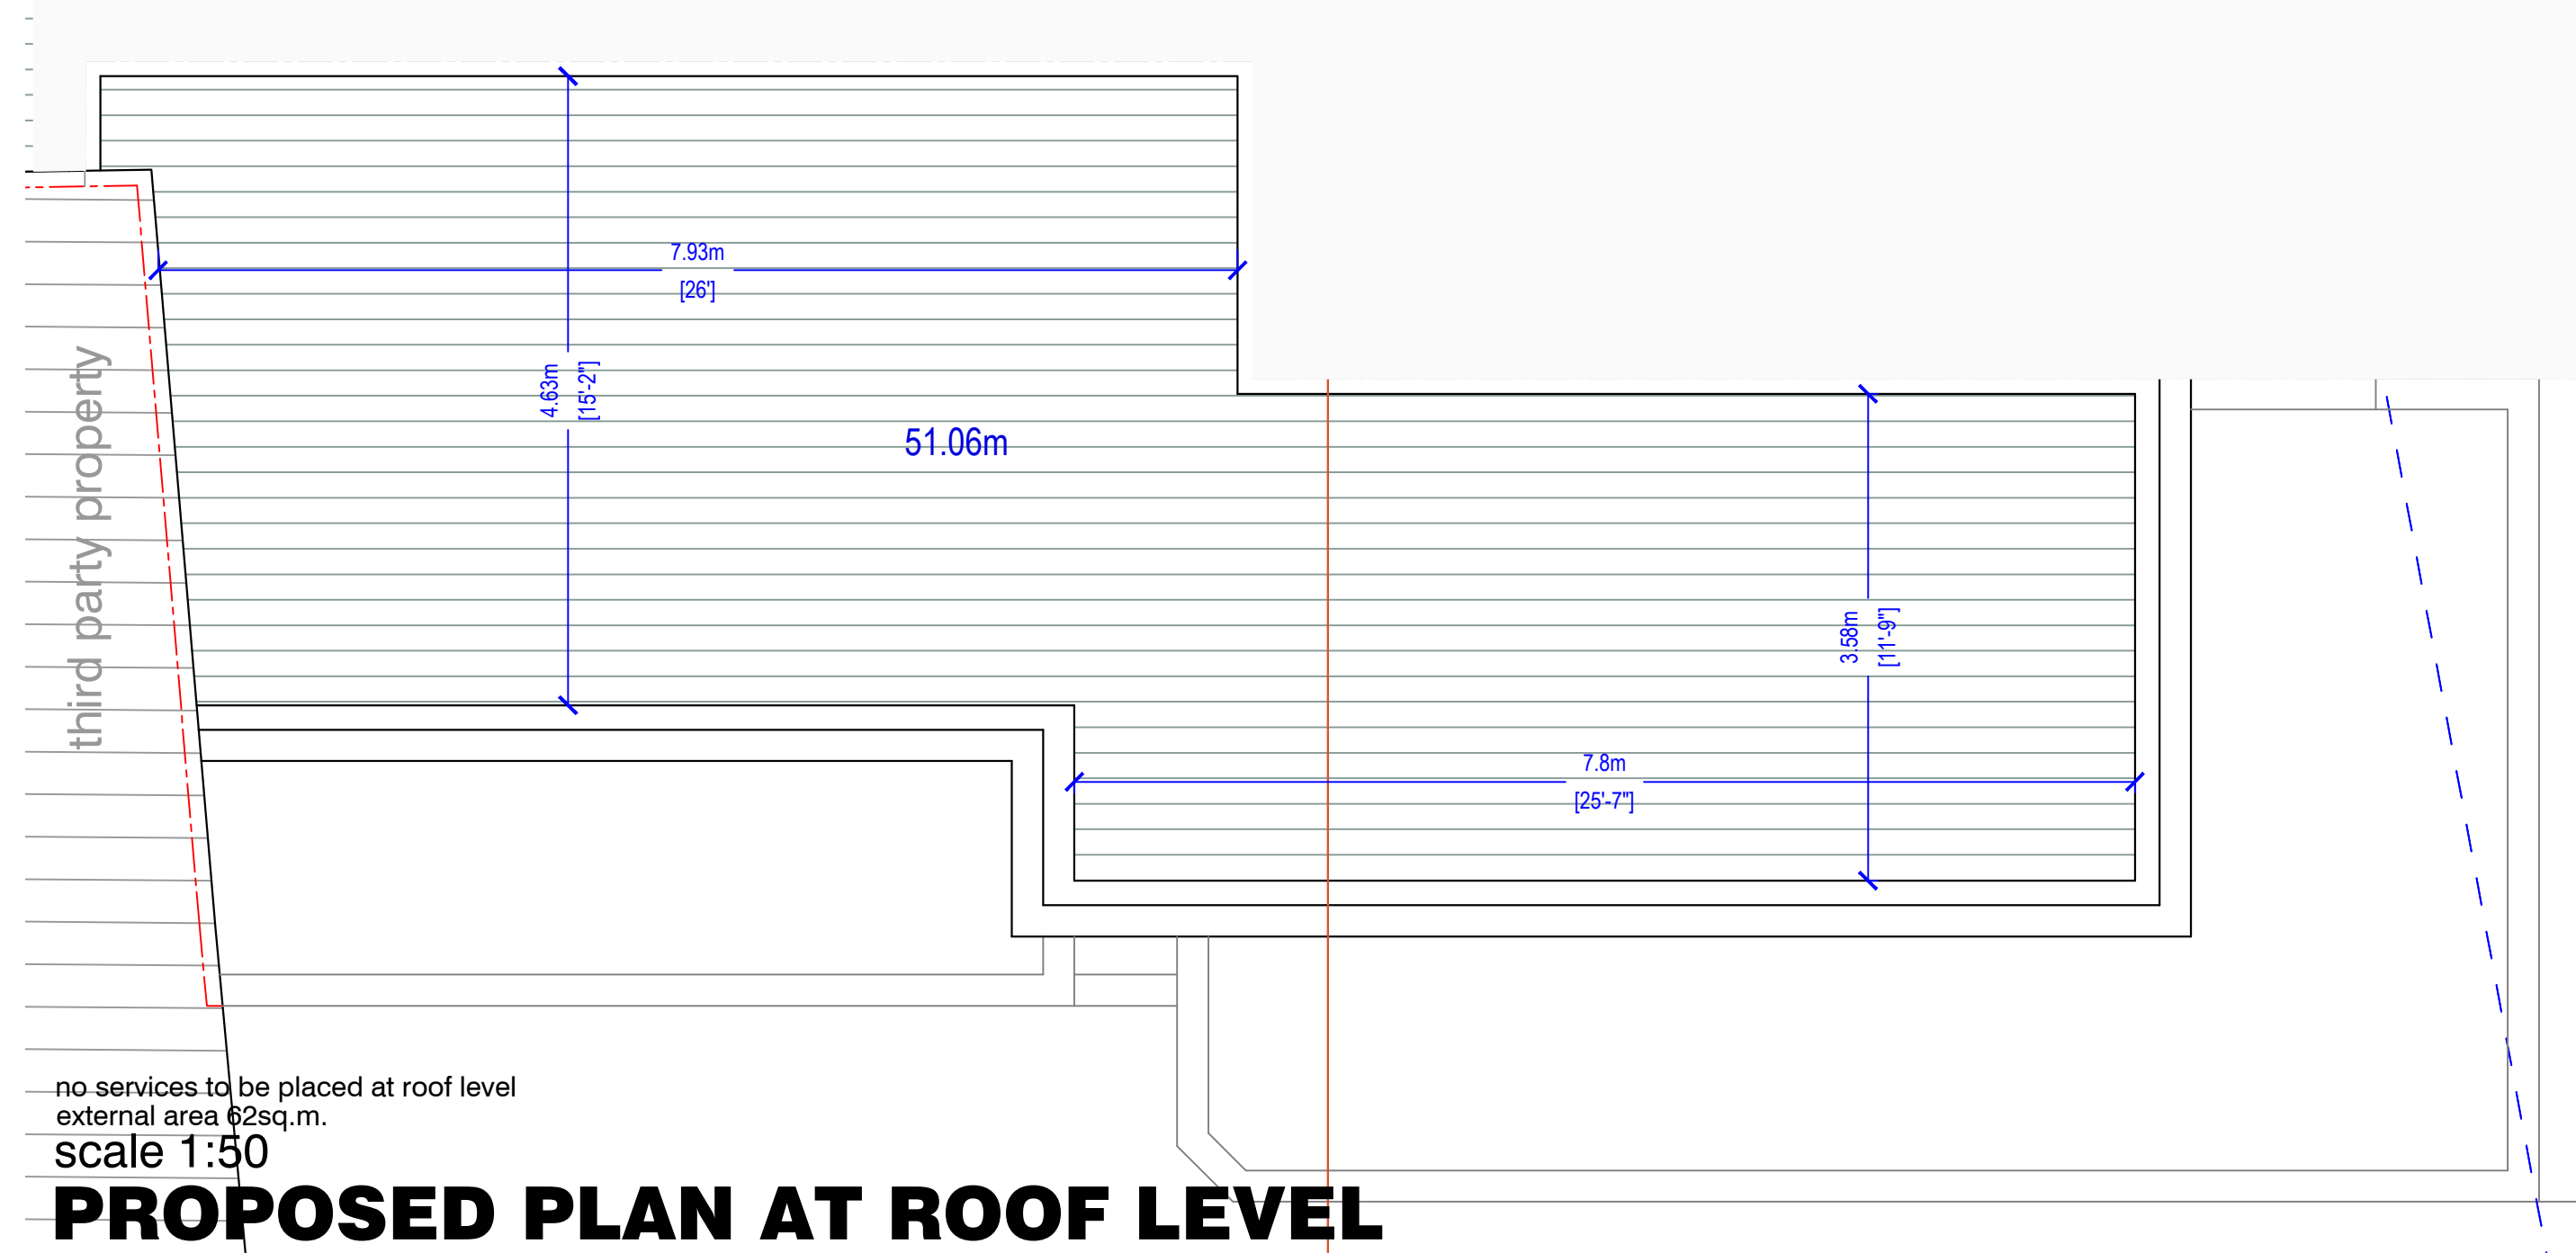 7.93m
[26']
4.63m
[15'-2"]
third party property
51.06m
3.58m
[11'-9"]
7.8m
[25'-7"]
no services to be placed at roof level
external area 62sq.m.
scale 1:50
PROPOSED PLAN AT ROOF LEVEL